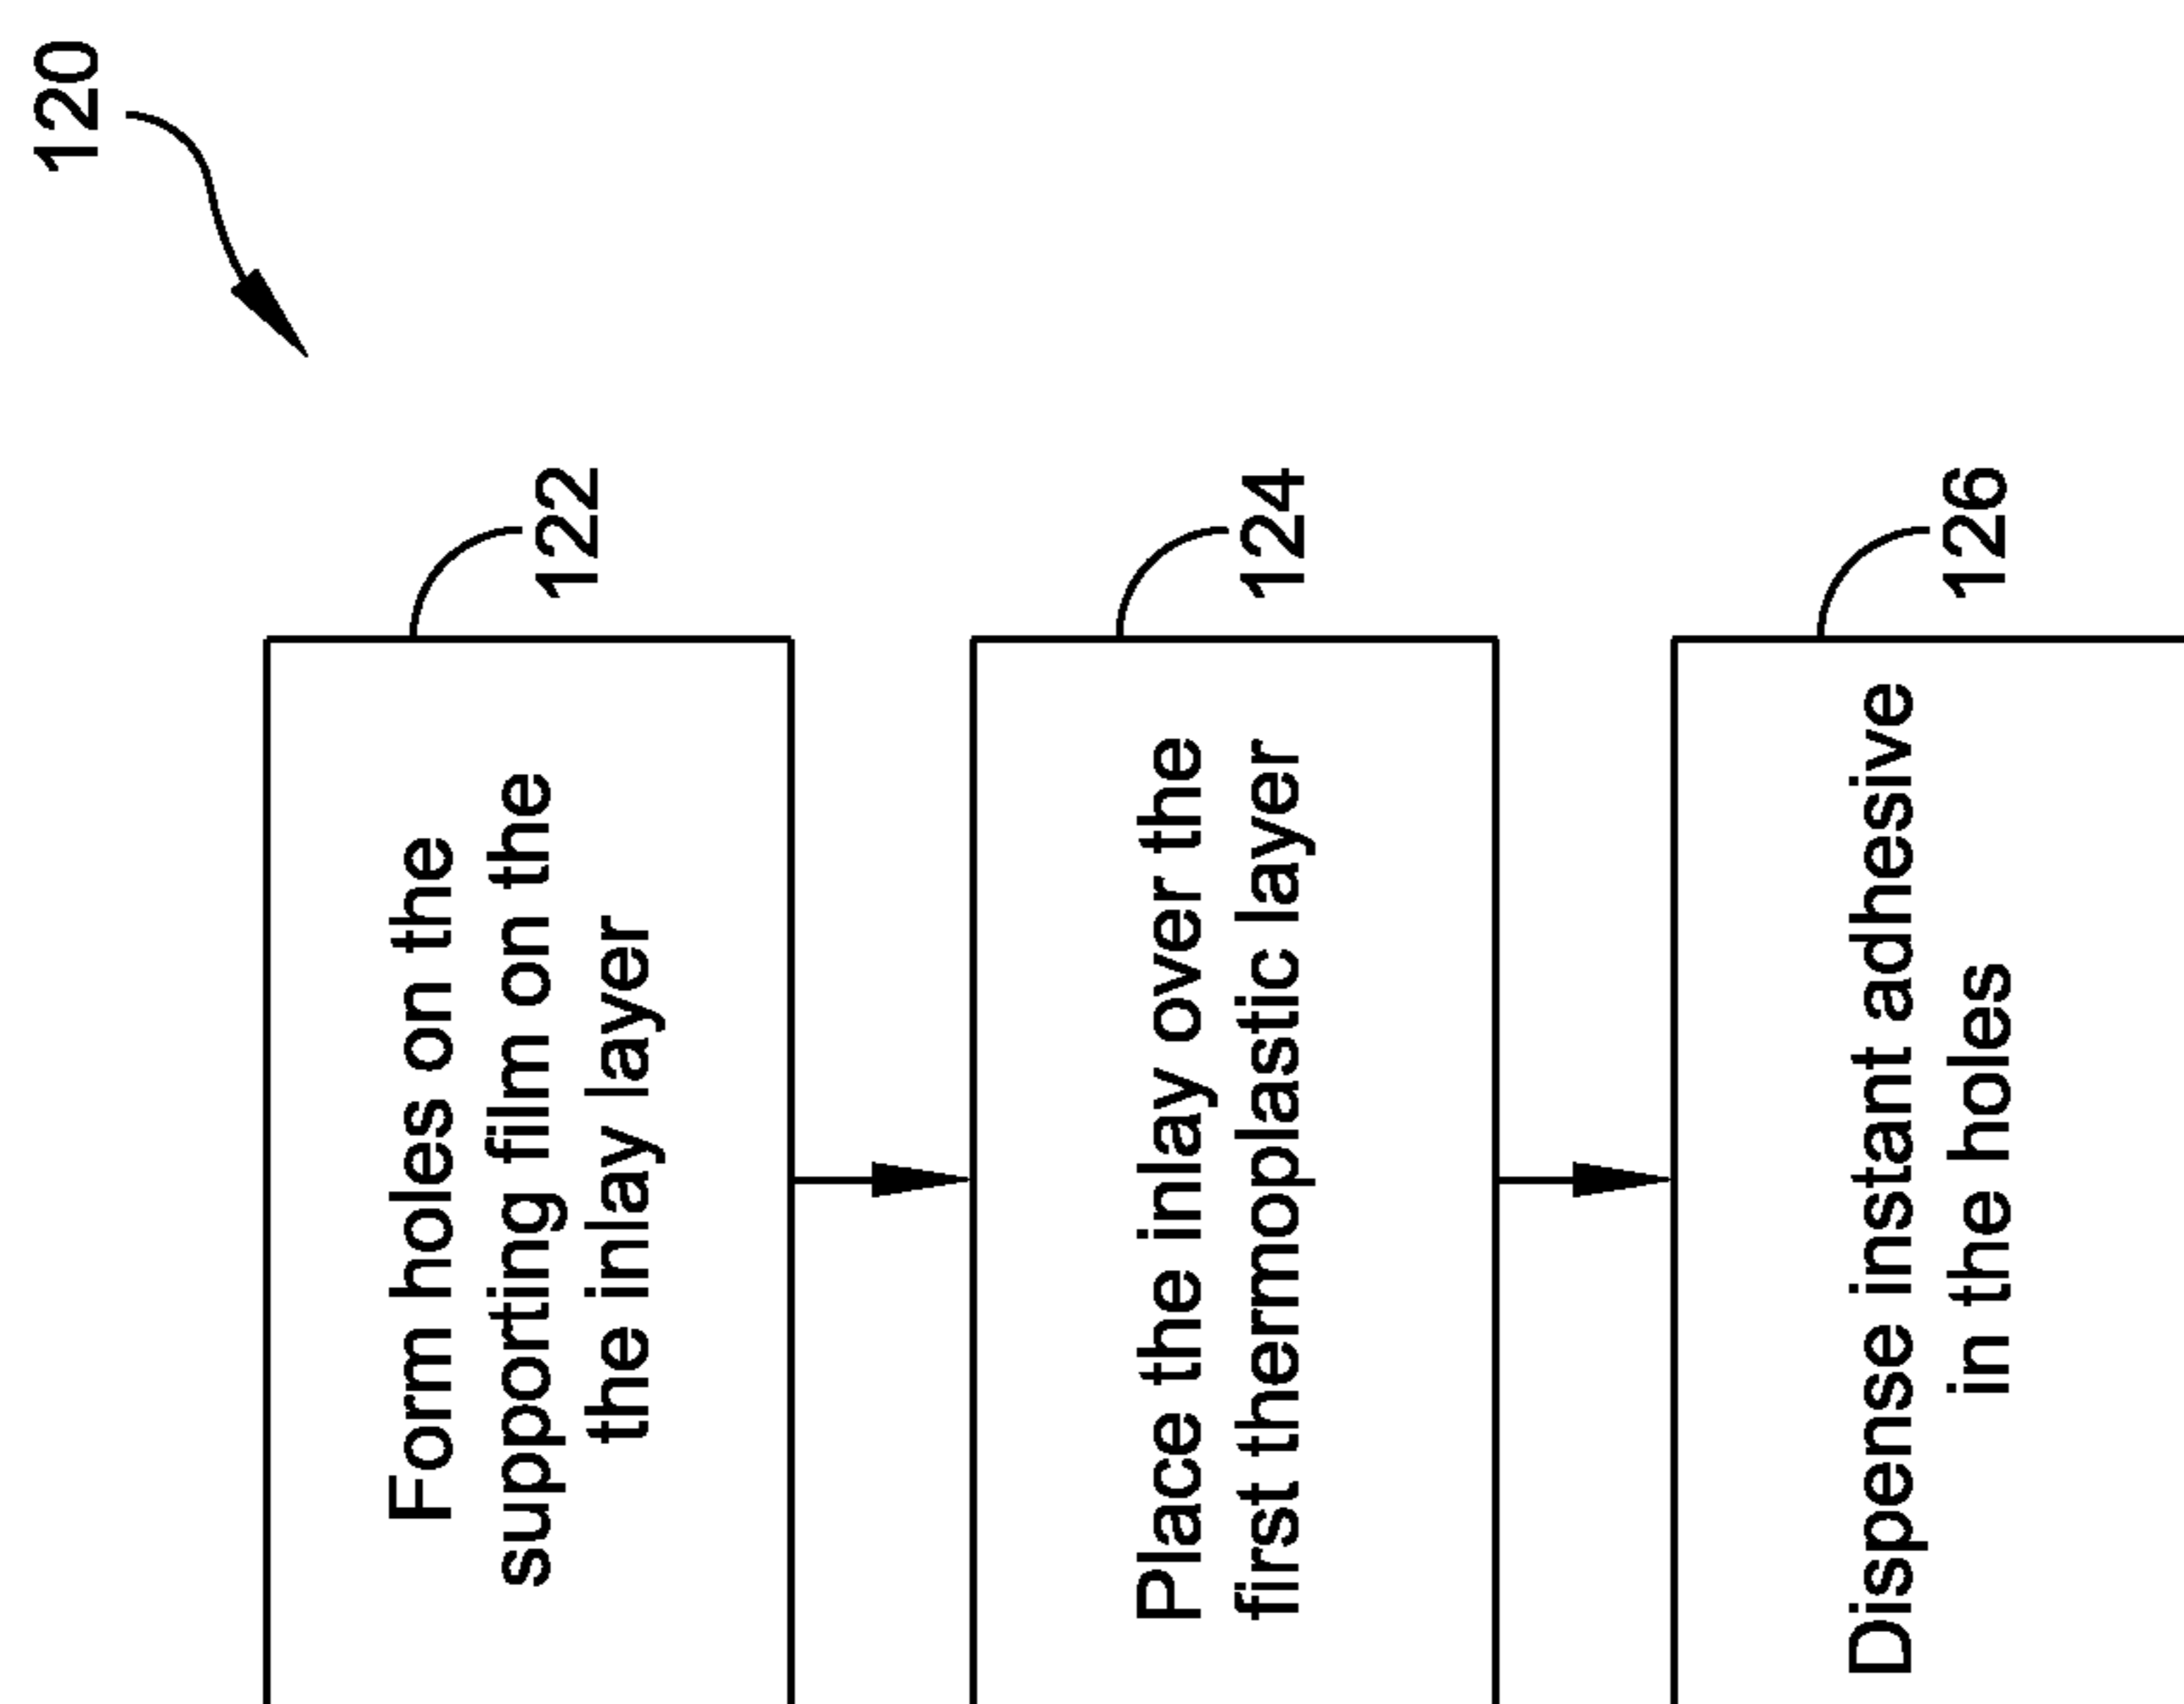 120
122
Form holes on the
supporting film on the
the inlay layer
124
Place the inlay over the
first thermoplastic layer
126
Dispense instant adhesive
in the holes